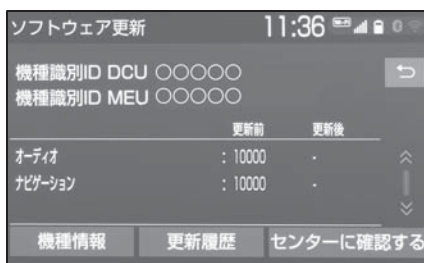 ソフトウェア更新 11:36
機種識別ID DCU ○○○○○
機種識別ID MEU ○○○○○
更新前 更新後
オーディオ : 10000 -
ナビゲーション : 10000 -
機種情報 更新履歴 センターに確認する